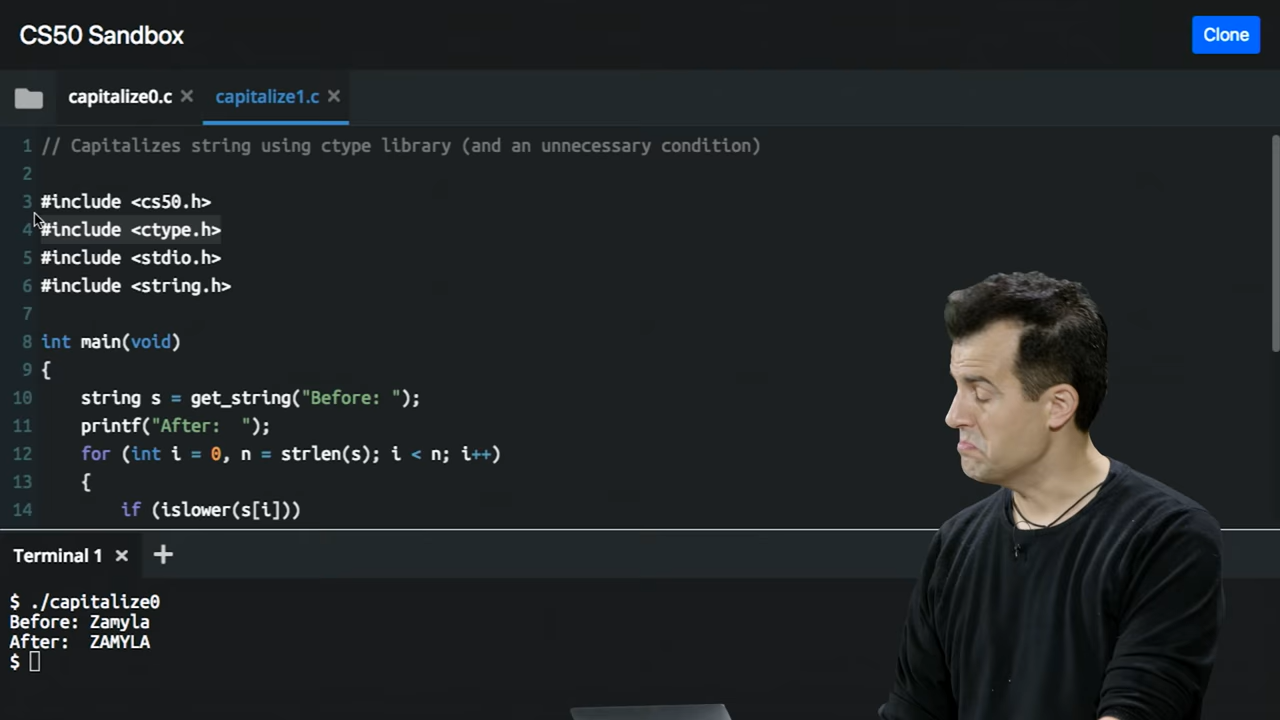 CS50 Sandbox
Clone
capitalize0.c ×
capitalize1.c ×
1 // Capitalizes string using ctype library (and an unnecessary condition)
2
3 #include <cs50.h>
4 #include <ctype.h>
5 #include <stdio.h>
6 #include <string.h>
7
8 int main(void)
9 {
10     string s = get_string("Before: ");
11     printf("After:  ");
12     for (int i = 0, n = strlen(s); i < n; i++)
13     {
14         if (islower(s[i]))
Terminal 1 × +
$ ./capitalize0
Before: Zamyla
After:  ZAMYLA
$